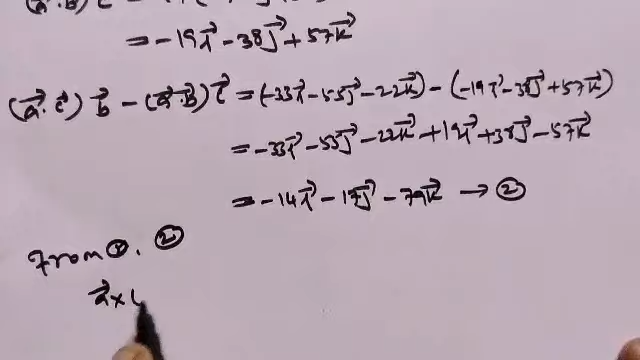 (a⃗.b⃗) c⃗
= -19i⃗ - 38j⃗ + 57k⃗
(a⃗.c⃗) b⃗ - (a⃗.b⃗) c⃗ = (-33i⃗ - 55j⃗ - 22k⃗) - (-19i⃗ - 38j⃗ + 57k⃗)
= -33i⃗ - 55j⃗ - 22k⃗ + 19i⃗ + 38j⃗ - 57k⃗
= -14i⃗ - 17j⃗ - 79k⃗ → ②
From ①, ②
a⃗ × (